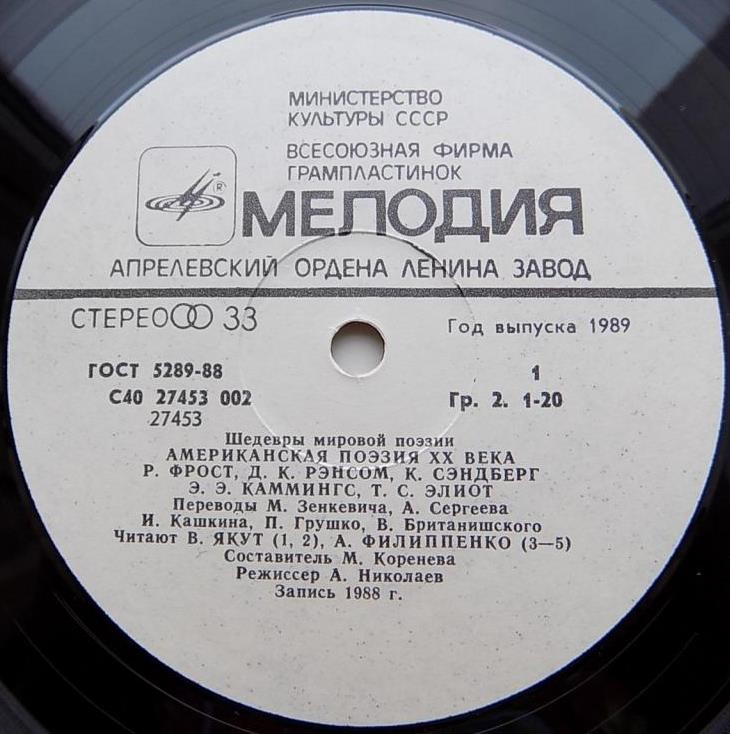 МИНИСТЕРСТВО
КУЛЬТУРЫ СССР
ВСЕСОЮЗНАЯ ФИРМА
ГРАМПЛАСТИНОК
®
МЕЛОДИЯ
АПРЕЛЕВСКИЙ ОРДЕНА ЛЕНИНА ЗАВОД
СТЕРЕО 33
Год выпуска 1989
ГОСТ 5289-88
1
С40 27453 002
Гр. 2. 1-20
27453
Шедевры мировой поэзии
АМЕРИКАНСКАЯ ПОЭЗИЯ XX ВЕКА
Р. ФРОСТ, Д. К. РЭНСОМ, К. СЭНДБЕРГ
Э. Э. КАММИНГС, Т. С. ЭЛИОТ
Переводы М. Зенкевича, А. Сергеева
И. Кашкина, П. Грушко, В. Британишского
Читают В. ЯКУТ (1, 2), А. ФИЛИППЕНКО (3—5)
Составитель М. Коренева
Режиссер А. Николаев
Запись 1988 г.